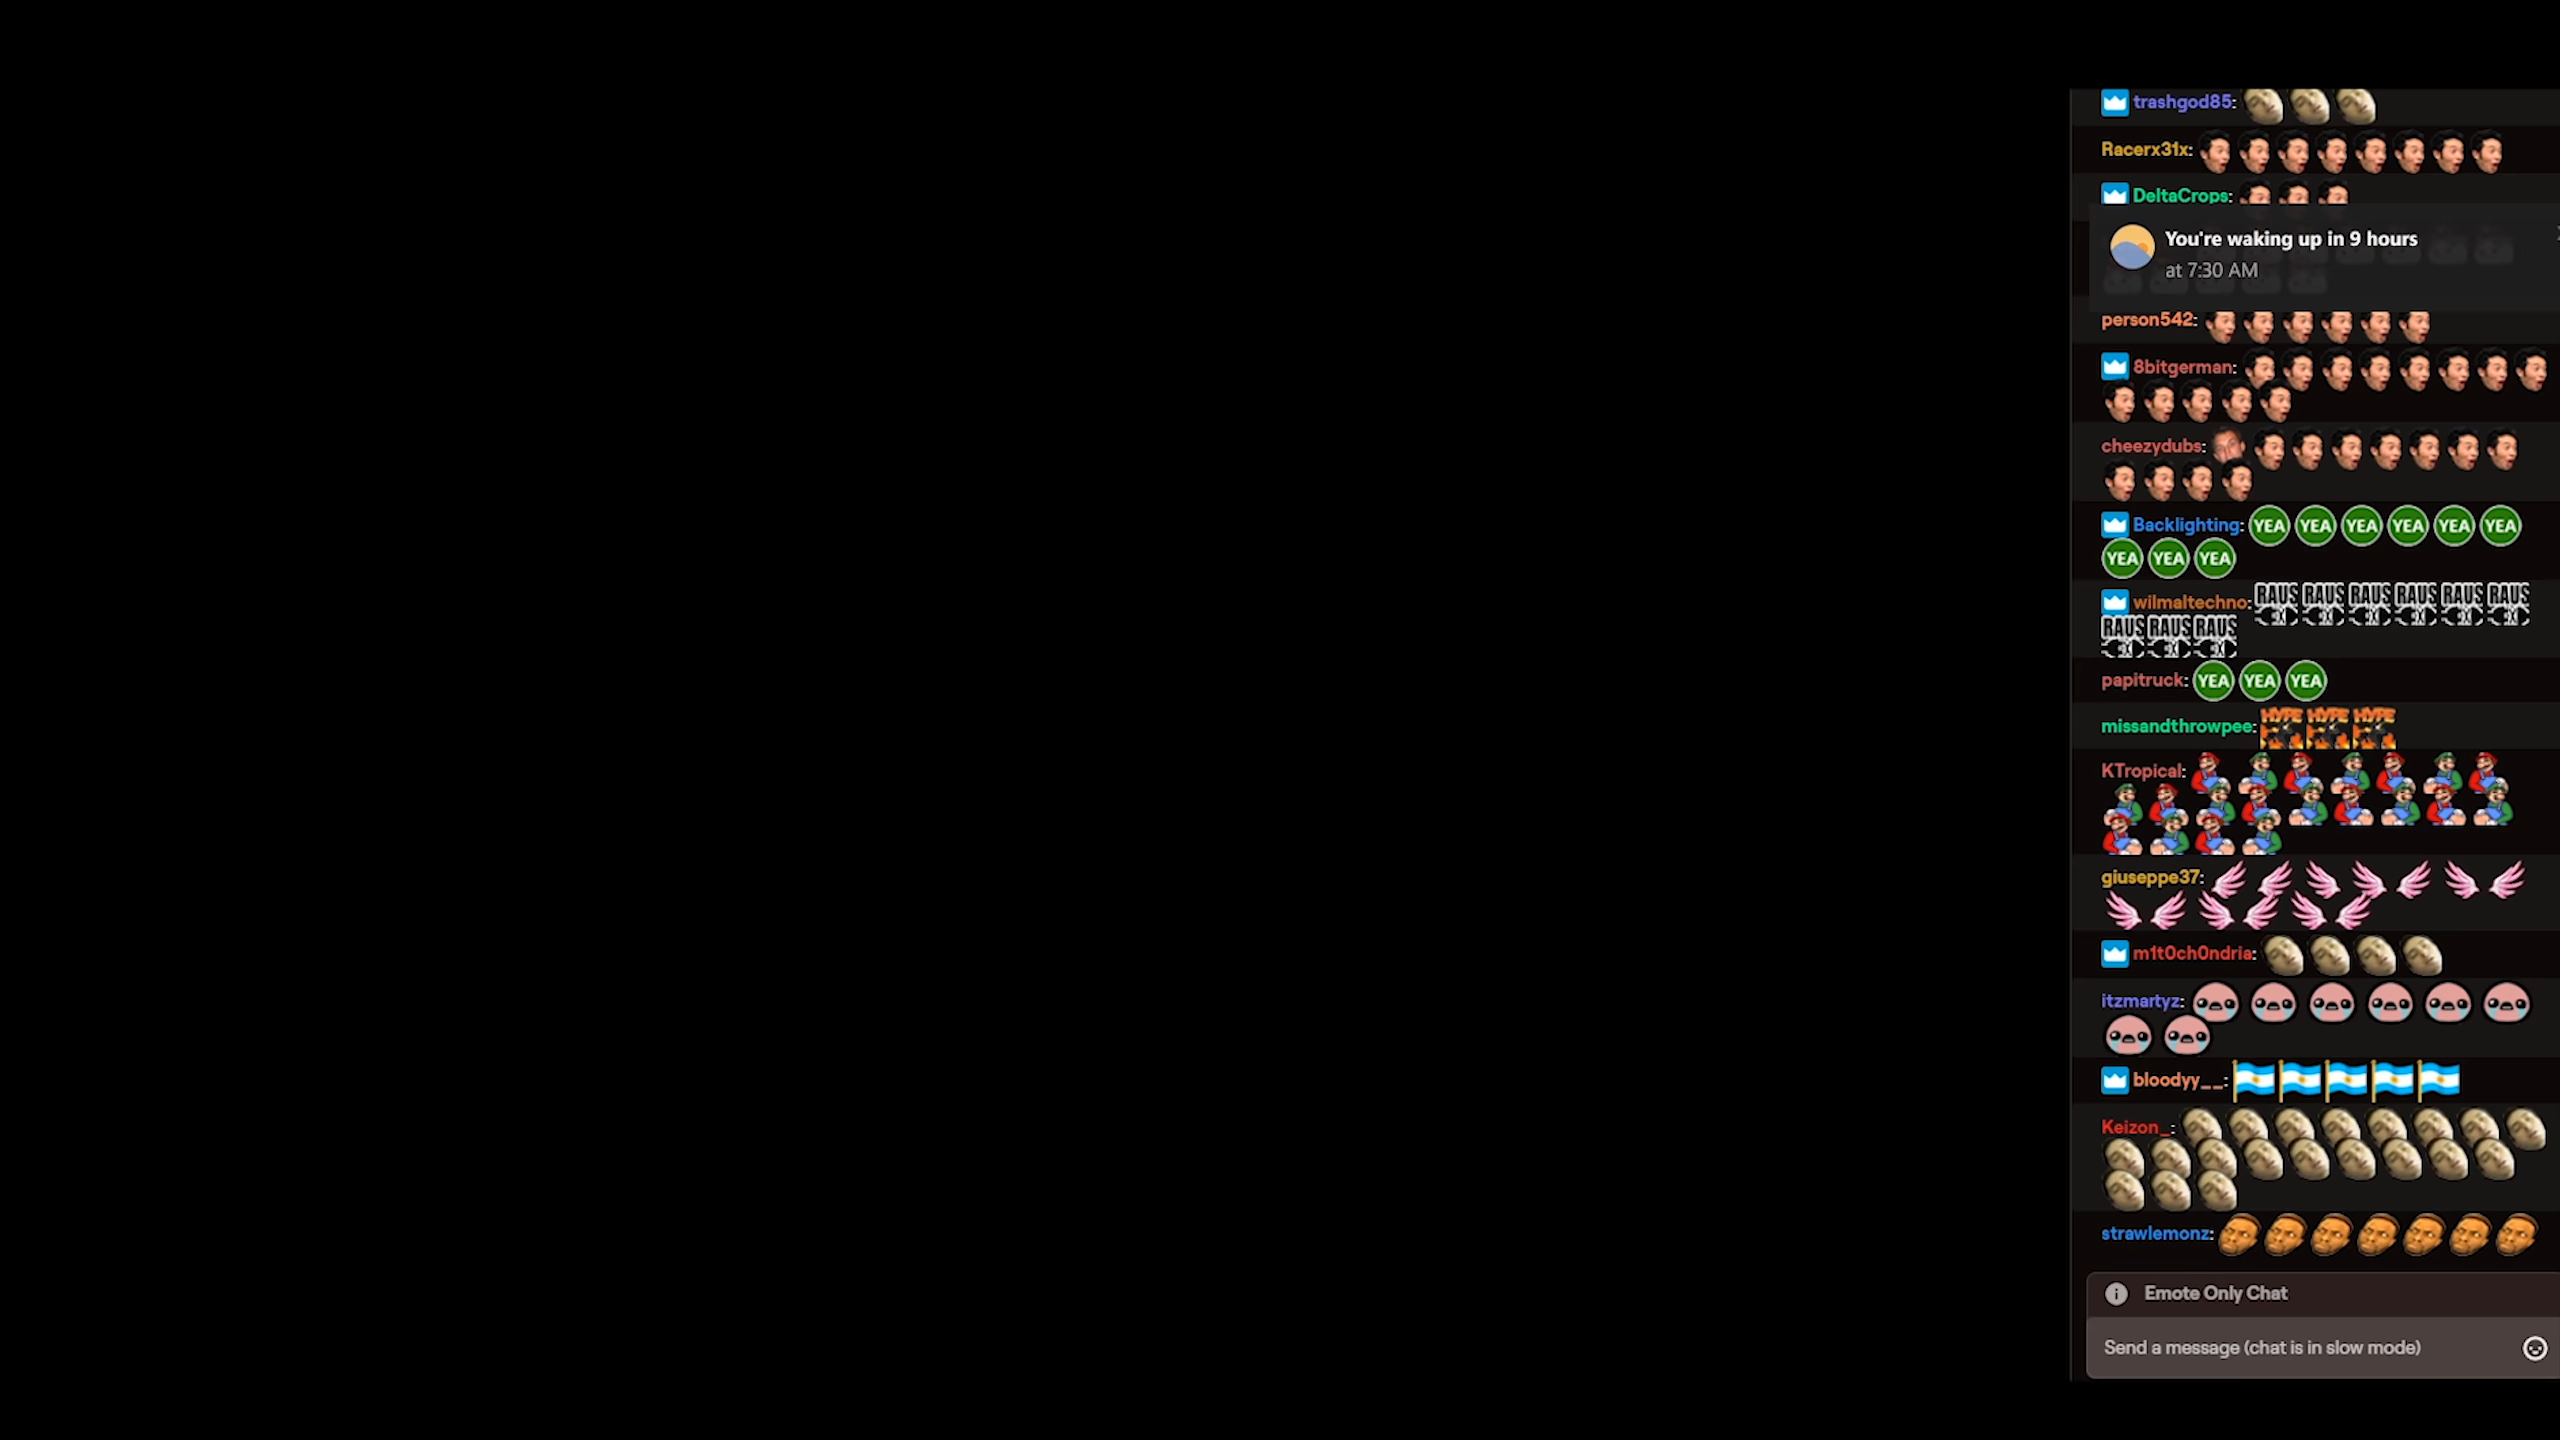 trashgod85:
Racerx31x:
DeltaCrops:
You're waking up in 9 hours
at 7:30 AM
person542:
8bitgerman:
cheezydubs:
Backlighting: YEA YEA YEA YEA YEA YEA
YEA YEA YEA
wilmaltechno: RAUS RAUS RAUS RAUS RAUS RAUS
RAUS RAUS RAUS
papitruck: YEA YEA YEA
missandthrowpee: HYPE HYPE HYPE
KTropical:
giuseppe37:
m1t0ch0ndria:
itzmartyz:
bloodyy__:
Keizon_:
strawlemonz:
Emote Only Chat
Send a message (chat is in slow mode)